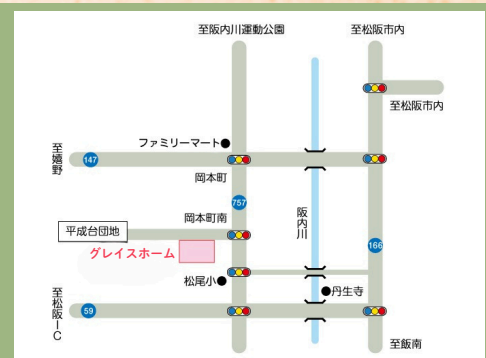 至阪内川運動公園
至松阪市内
至松阪市内
ファミリーマート
至嬉野
147
岡本町
757
岡本町南
阪内川
平成台団地
グレイスホーム
166
松尾小
丹生寺
至松阪IC
59
至飯南